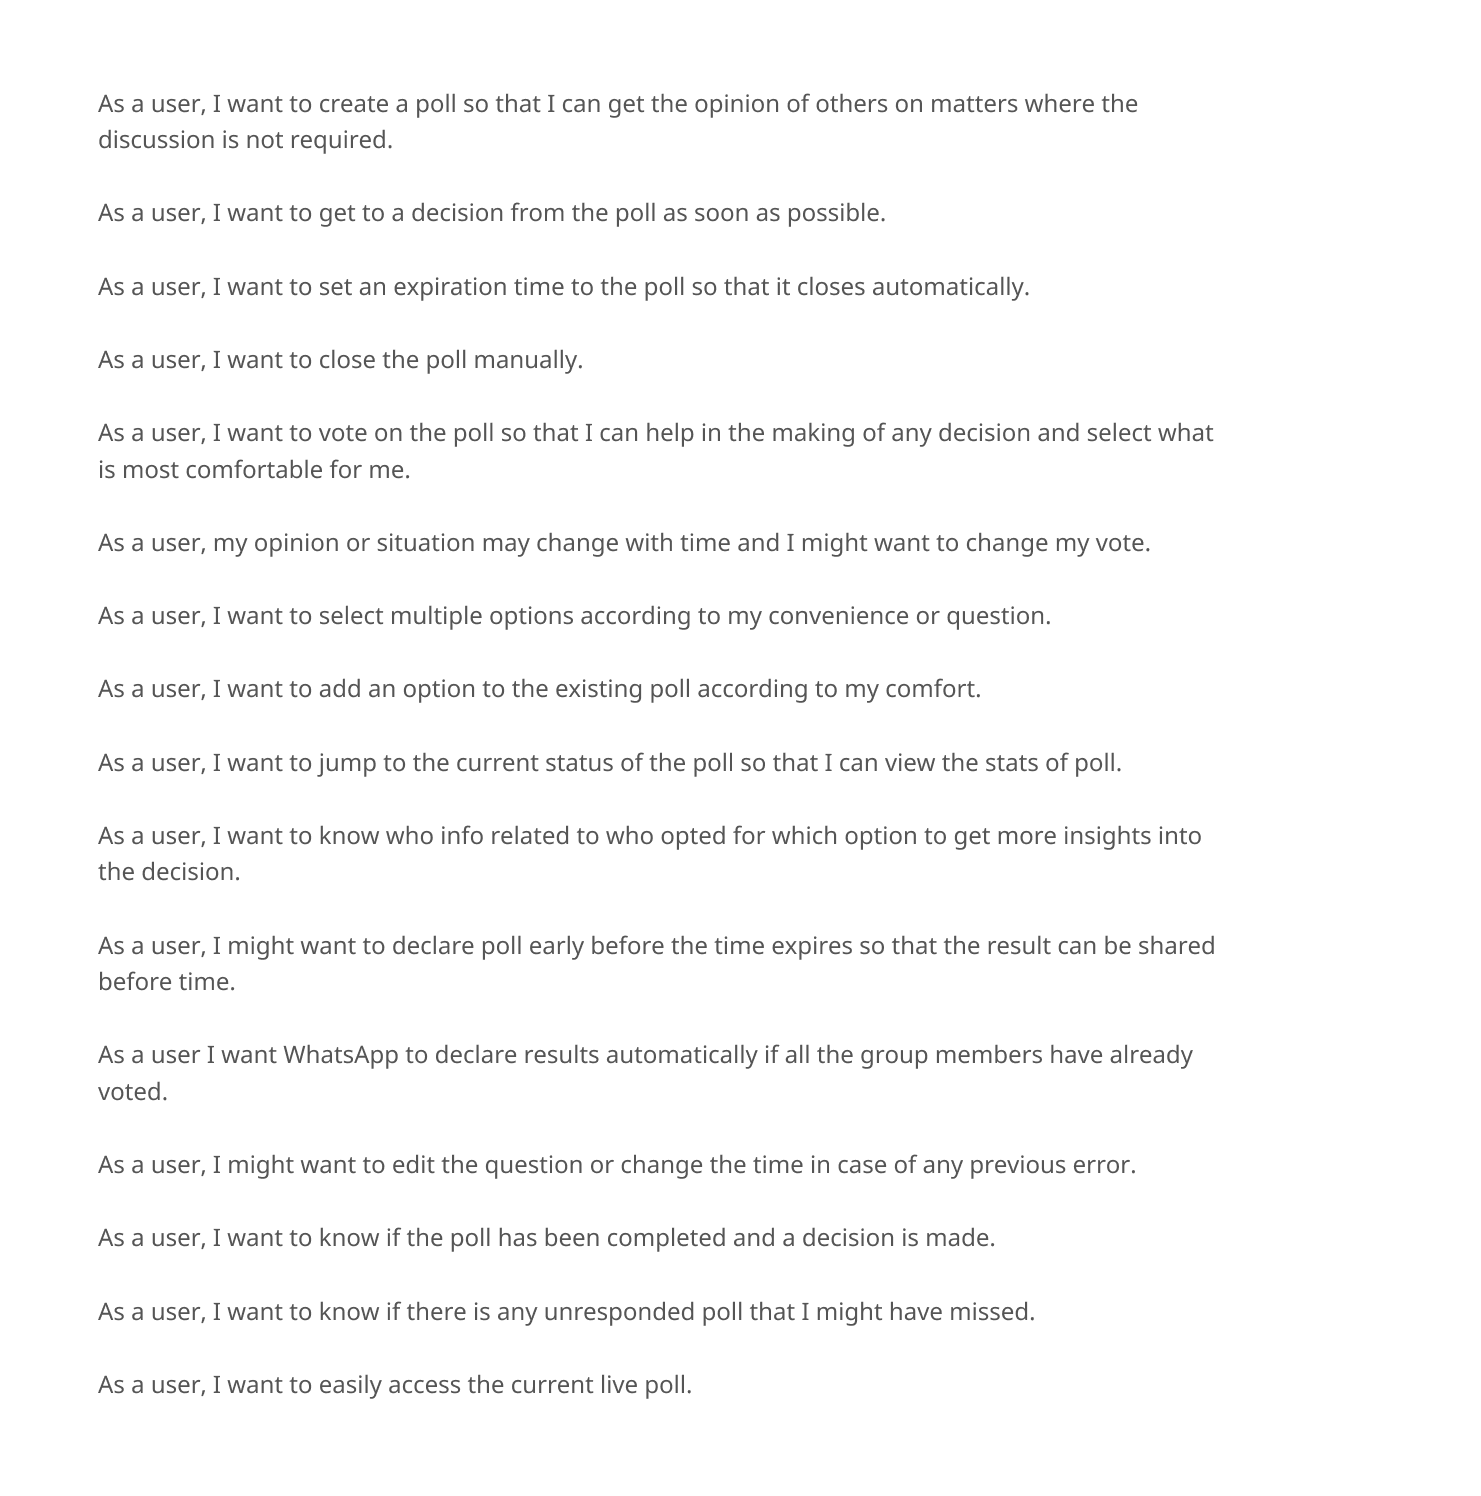 As a user, I want to create a poll so that I can get the opinion of others on matters where the
discussion is not required.
As a user, I want to get to a decision from the poll as soon as possible.
As a user, I want to set an expiration time to the poll so that it closes automatically.
As a user, I want to close the poll manually.
As a user, I want to vote on the poll so that I can help in the making of any decision and select what
is most comfortable for me.
As a user, my opinion or situation may change with time and I might want to change my vote.
As a user, I want to select multiple options according to my convenience or question.
As a user, I want to add an option to the existing poll according to my comfort.
As a user, I want to jump to the current status of the poll so that I can view the stats of poll.
As a user, I want to know who info related to who opted for which option to get more insights into
the decision.
As a user, I might want to declare poll early before the time expires so that the result can be shared
before time.
As a user I want WhatsApp to declare results automatically if all the group members have already
voted.
As a user, I might want to edit the question or change the time in case of any previous error.
As a user, I want to know if the poll has been completed and a decision is made.
As a user, I want to know if there is any unresponded poll that I might have missed.
As a user, I want to easily access the current live poll.